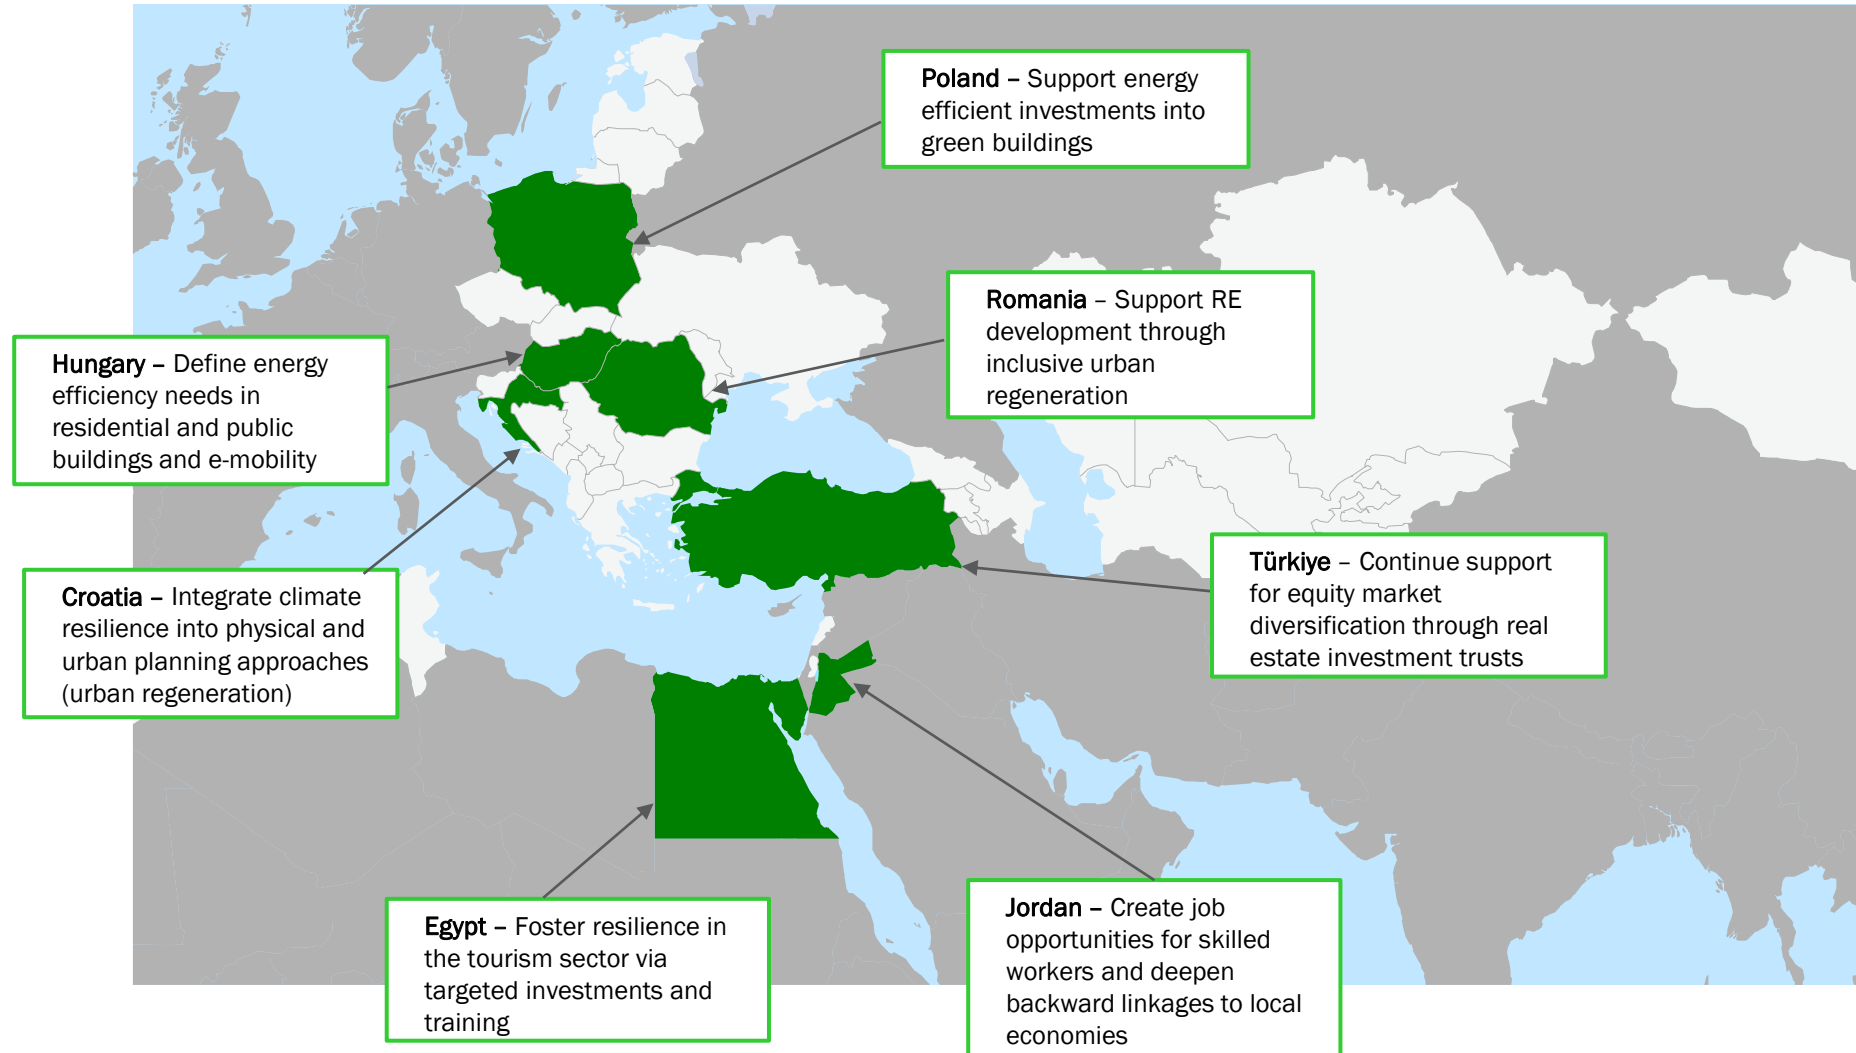 Poland – Support energy
efficient investments into
green buildings
Romania – Support RE
development through
inclusive urban
regeneration
Hungary – Define energy
efficiency needs in
residential and public
buildings and e-mobility
Türkiye – Continue support
for equity market
diversification through real
estate investment trusts
Croatia – Integrate climate
resilience into physical and
urban planning approaches
(urban regeneration)
Egypt – Foster resilience in
the tourism sector via
targeted investments and
training
Jordan – Create job
opportunities for skilled
workers and deepen
backward linkages to local
economies